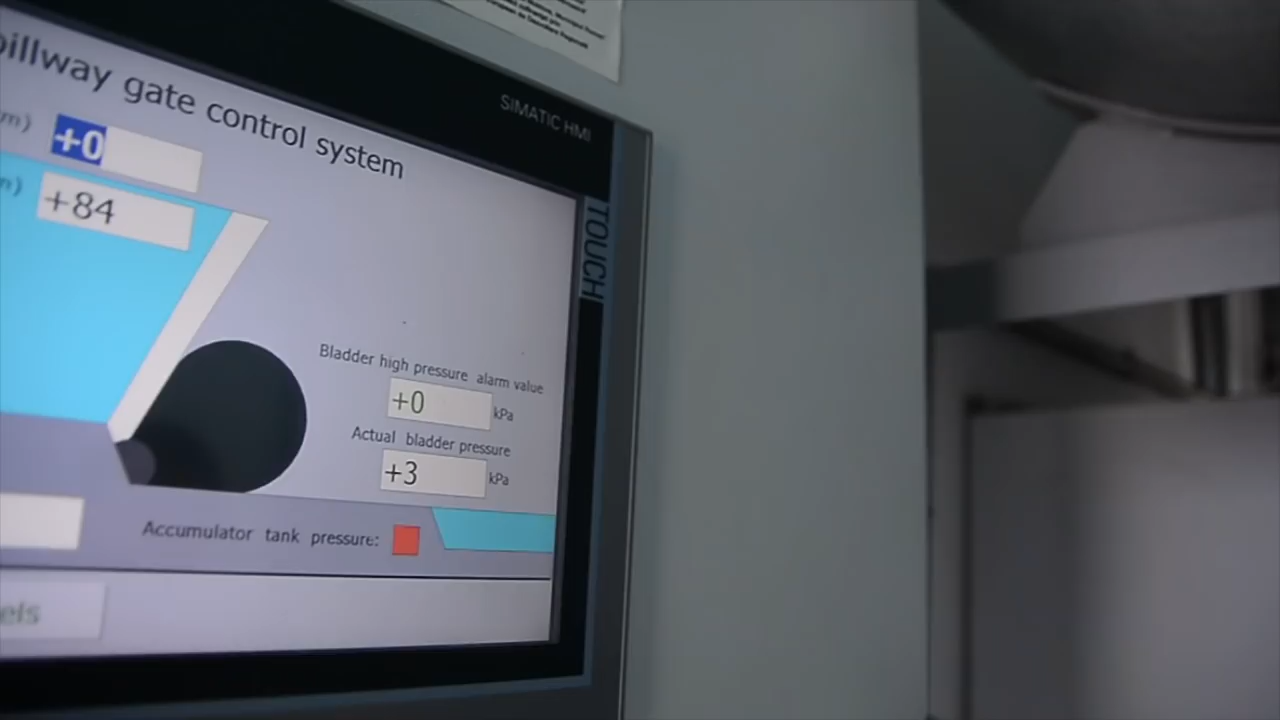 pillway gate control system
SIMATIC HMI
m) +0
TOUCH
+84
Bladder high pressure alarm value
+0 kPa
Actual bladder pressure
+3 kPa
Accumulator tank pressure:
els